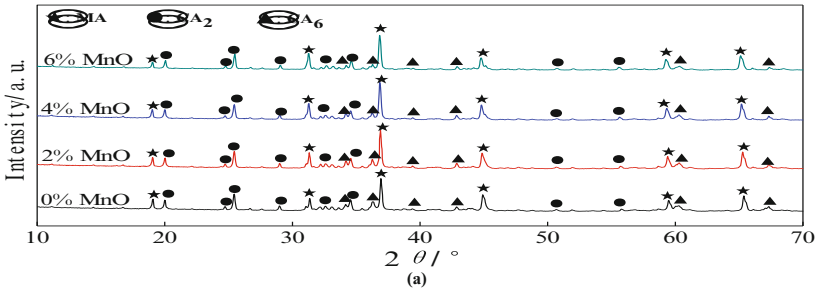 ★ MA ● CA2 ▲ CA6
6% MnO
4% MnO
2% MnO
0% MnO
Intensity/a. u.
10 20 30 40 50 60 70
2 θ / °
(a)